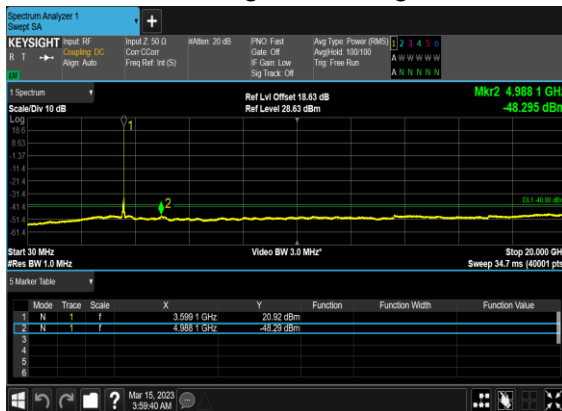 Spectrum Analyzer 1
Swept SA
KEYSIGHT Input: RF Input Z: 50 Ω #Atten: 20 dB PNO: Fast Avg Type: Power (RMS) 1 2 3 4 5 6
R T Coupling: DC Corr CCorr Gate: Off Avg|Hold: 100/100 A W W W W W
Align: Auto Freq Ref: Int (S) IF Gain: Low Trig: Free Run
Sig Track: Off A N N N N N
1 Spectrum Ref Lvl Offset 18.63 dB Mkr2 4.988 1 GHz
Scale/Div 10 dB Ref Level 28.63 dBm -48.295 dBm
Log
18.6
8.63
-1.37
-11.4
-21.4
-31.4
-41.4
-51.4
-61.4
1
2
DL1 -40.00 dBm
Start 30 MHz Video BW 3.0 MHz* Stop 20.000 GHz
#Res BW 1.0 MHz Sweep 34.7 ms (40001 pts)
5 Marker Table
Mode Trace Scale X Y Function Function Width Function Value
1 N 1 f 3.599 1 GHz 20.92 dBm
2 N 1 f 4.988 1 GHz -48.29 dBm
3
4
5
6
? Mar 15, 2023
3:59:40 AM